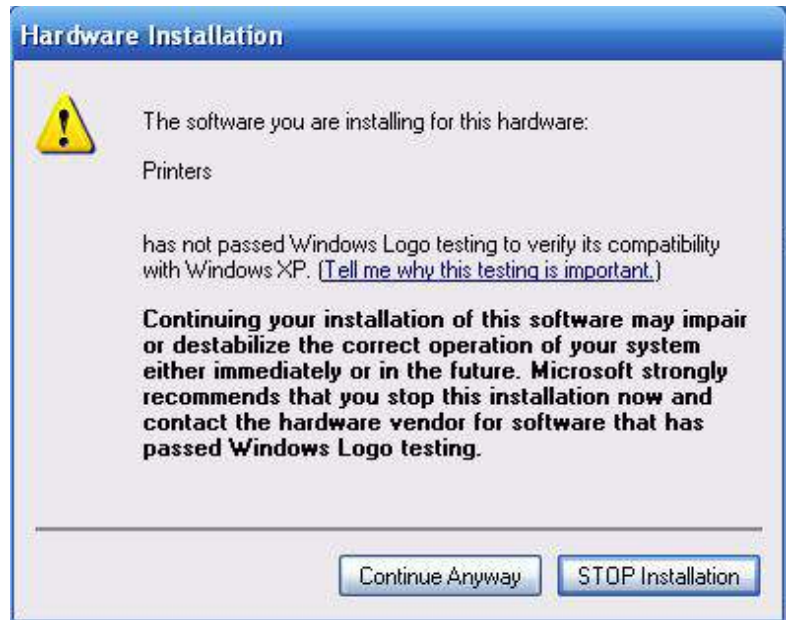 Hardware Installation
The software you are installing for this hardware:
Printers
has not passed Windows Logo testing to verify its compatibility
with Windows XP. (Tell me why this testing is important.)
Continuing your installation of this software may impair
or destabilize the correct operation of your system
either immediately or in the future. Microsoft strongly
recommends that you stop this installation now and
contact the hardware vendor for software that has
passed Windows Logo testing.
Continue Anyway
STOP Installation